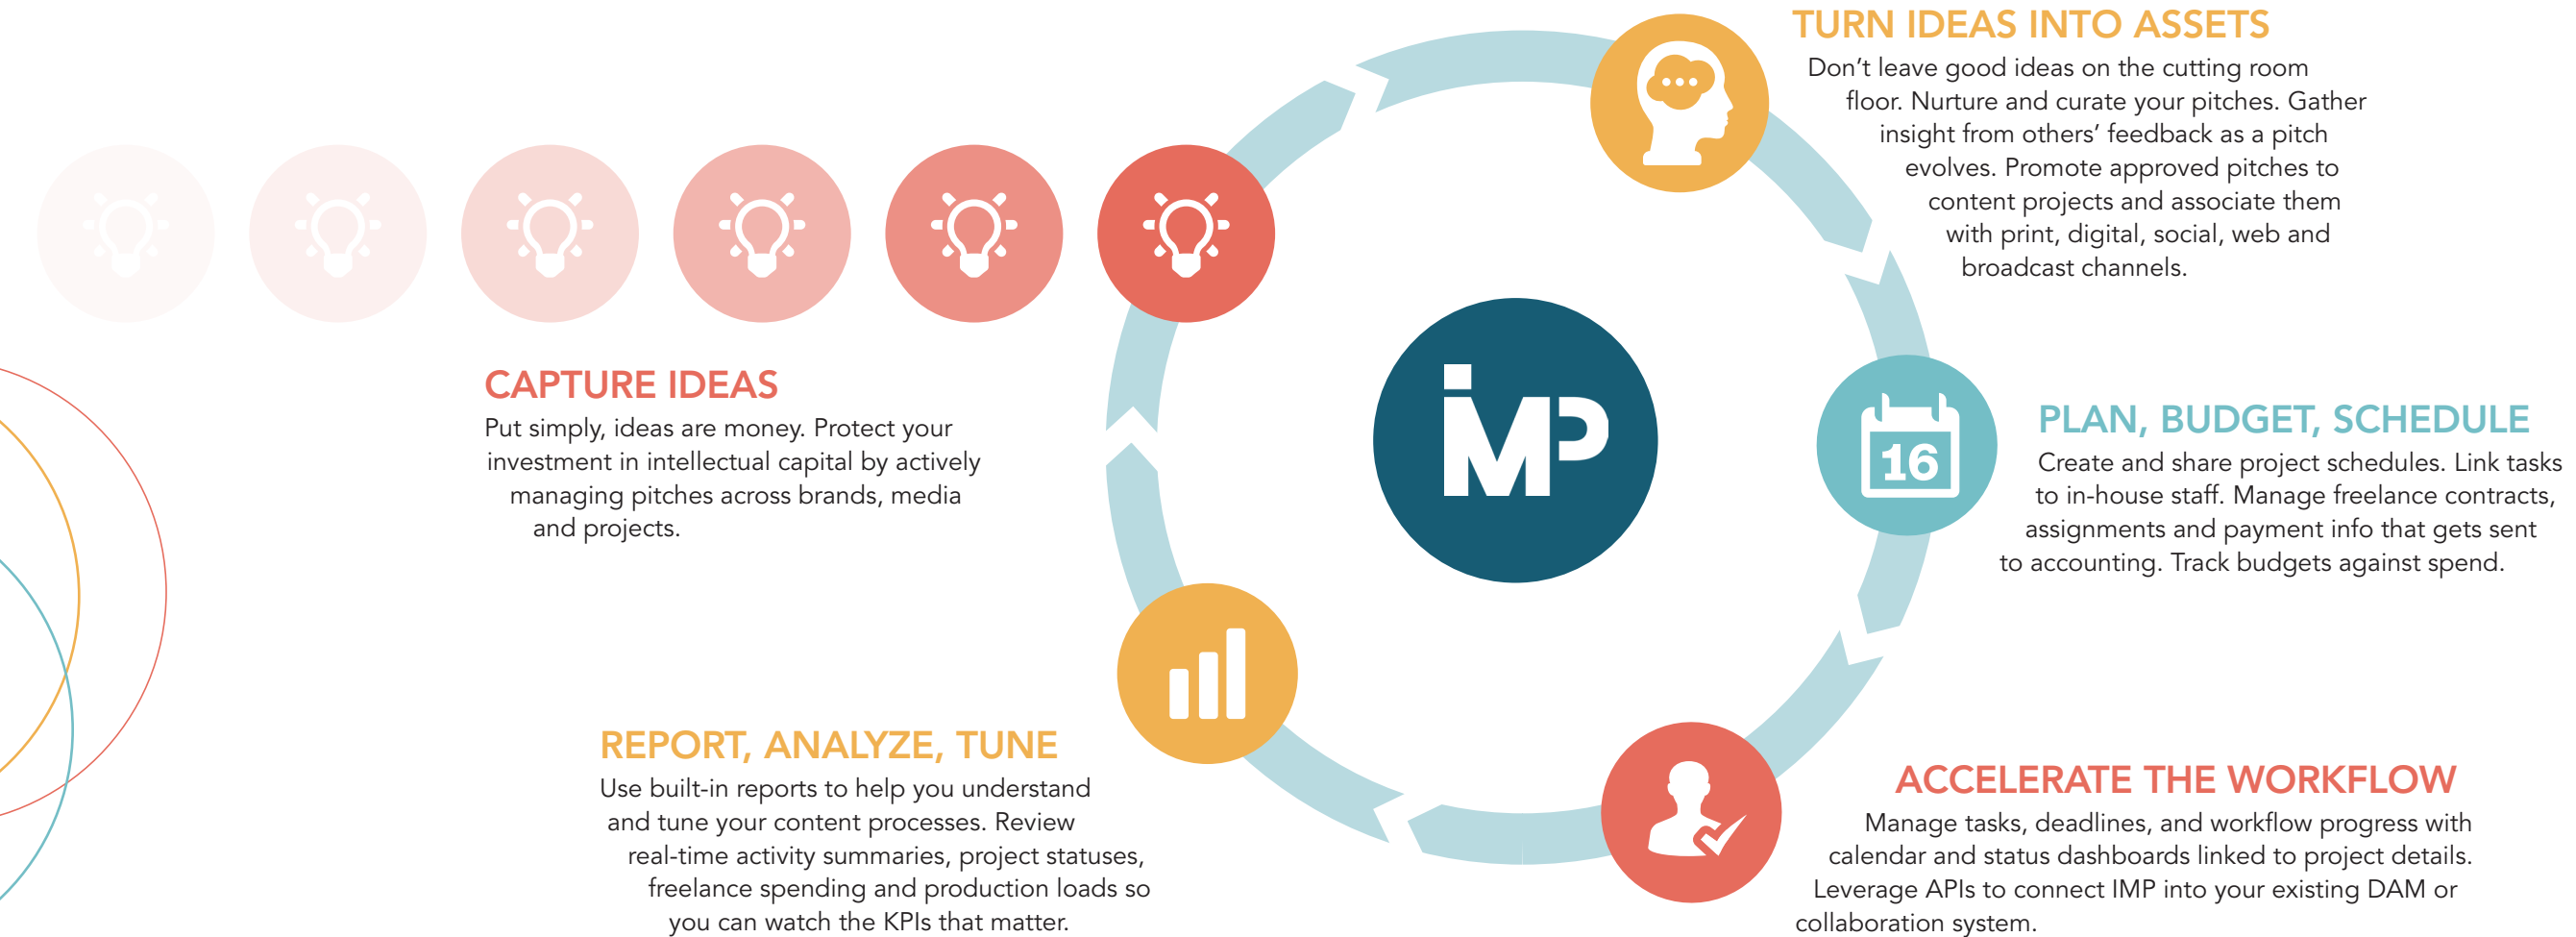 CAPTURE IDEAS
Put simply, ideas are money. Protect your
investment in intellectual capital by actively
managing pitches across brands, media
and projects.
TURN IDEAS INTO ASSETS
Don’t leave good ideas on the cutting room
floor. Nurture and curate your pitches. Gather
insight from others’ feedback as a pitch
evolves. Promote approved pitches to
content projects and associate them
with print, digital, social, web and
broadcast channels.
iMP
16
PLAN, BUDGET, SCHEDULE
Create and share project schedules. Link tasks
to in-house staff. Manage freelance contracts,
assignments and payment info that gets sent
to accounting. Track budgets against spend.
ACCELERATE THE WORKFLOW
Manage tasks, deadlines, and workflow progress with
calendar and status dashboards linked to project details.
Leverage APIs to connect IMP into your existing DAM or
collaboration system.
REPORT, ANALYZE, TUNE
Use built-in reports to help you understand
and tune your content processes. Review
real-time activity summaries, project statuses,
freelance spending and production loads so
you can watch the KPIs that matter.